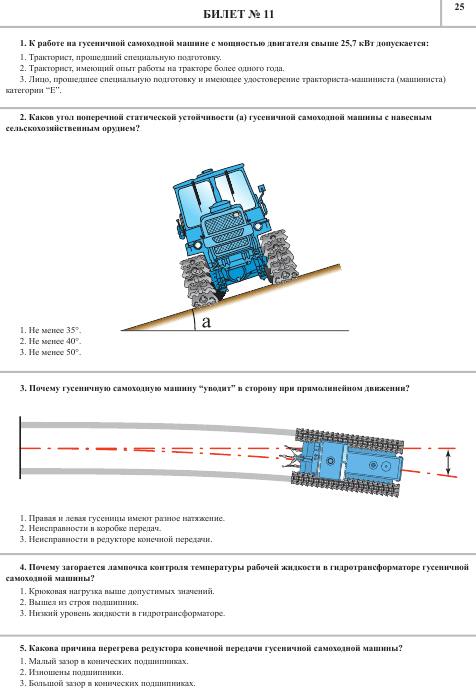 25
БИЛЕТ № 11
1. К работе на гусеничной самоходной машине с мощностью двигателя свыше 25,7 кВт допускается:
1. Тракторист, прошедший специальную подготовку.
2. Тракторист, имеющий опыт работы на тракторе более одного года.
3. Лицо, прошедшее специальную подготовку и имеющее удостоверение тракториста-машиниста (машиниста)
категории “Е”.
2. Каков угол поперечной статической устойчивости (а) гусеничной самоходной машины с навесным
сельскохозяйственным орудием?
а
1. Не менее 35°.
2. Не менее 40°.
3. Не менее 50°.
3. Почему гусеничную самоходную машину “уводит” в сторону при прямолинейном движении?
1. Правая и левая гусеницы имеют разное натяжение.
2. Неисправности в коробке передач.
3. Неисправности в редукторе конечной передачи.
4. Почему загорается лампочка контроля температуры рабочей жидкости в гидротрансформаторе гусеничной
самоходной машины?
1. Крюковая нагрузка выше допустимых значений.
2. Вышел из строя подшипник.
3. Низкий уровень жидкости в гидротрансформаторе.
5. Какова причина перегрева редуктора конечной передачи гусеничной самоходной машины?
1. Малый зазор в конических подшипниках.
2. Изношены подшипники.
3. Большой зазор в конических подшипниках.